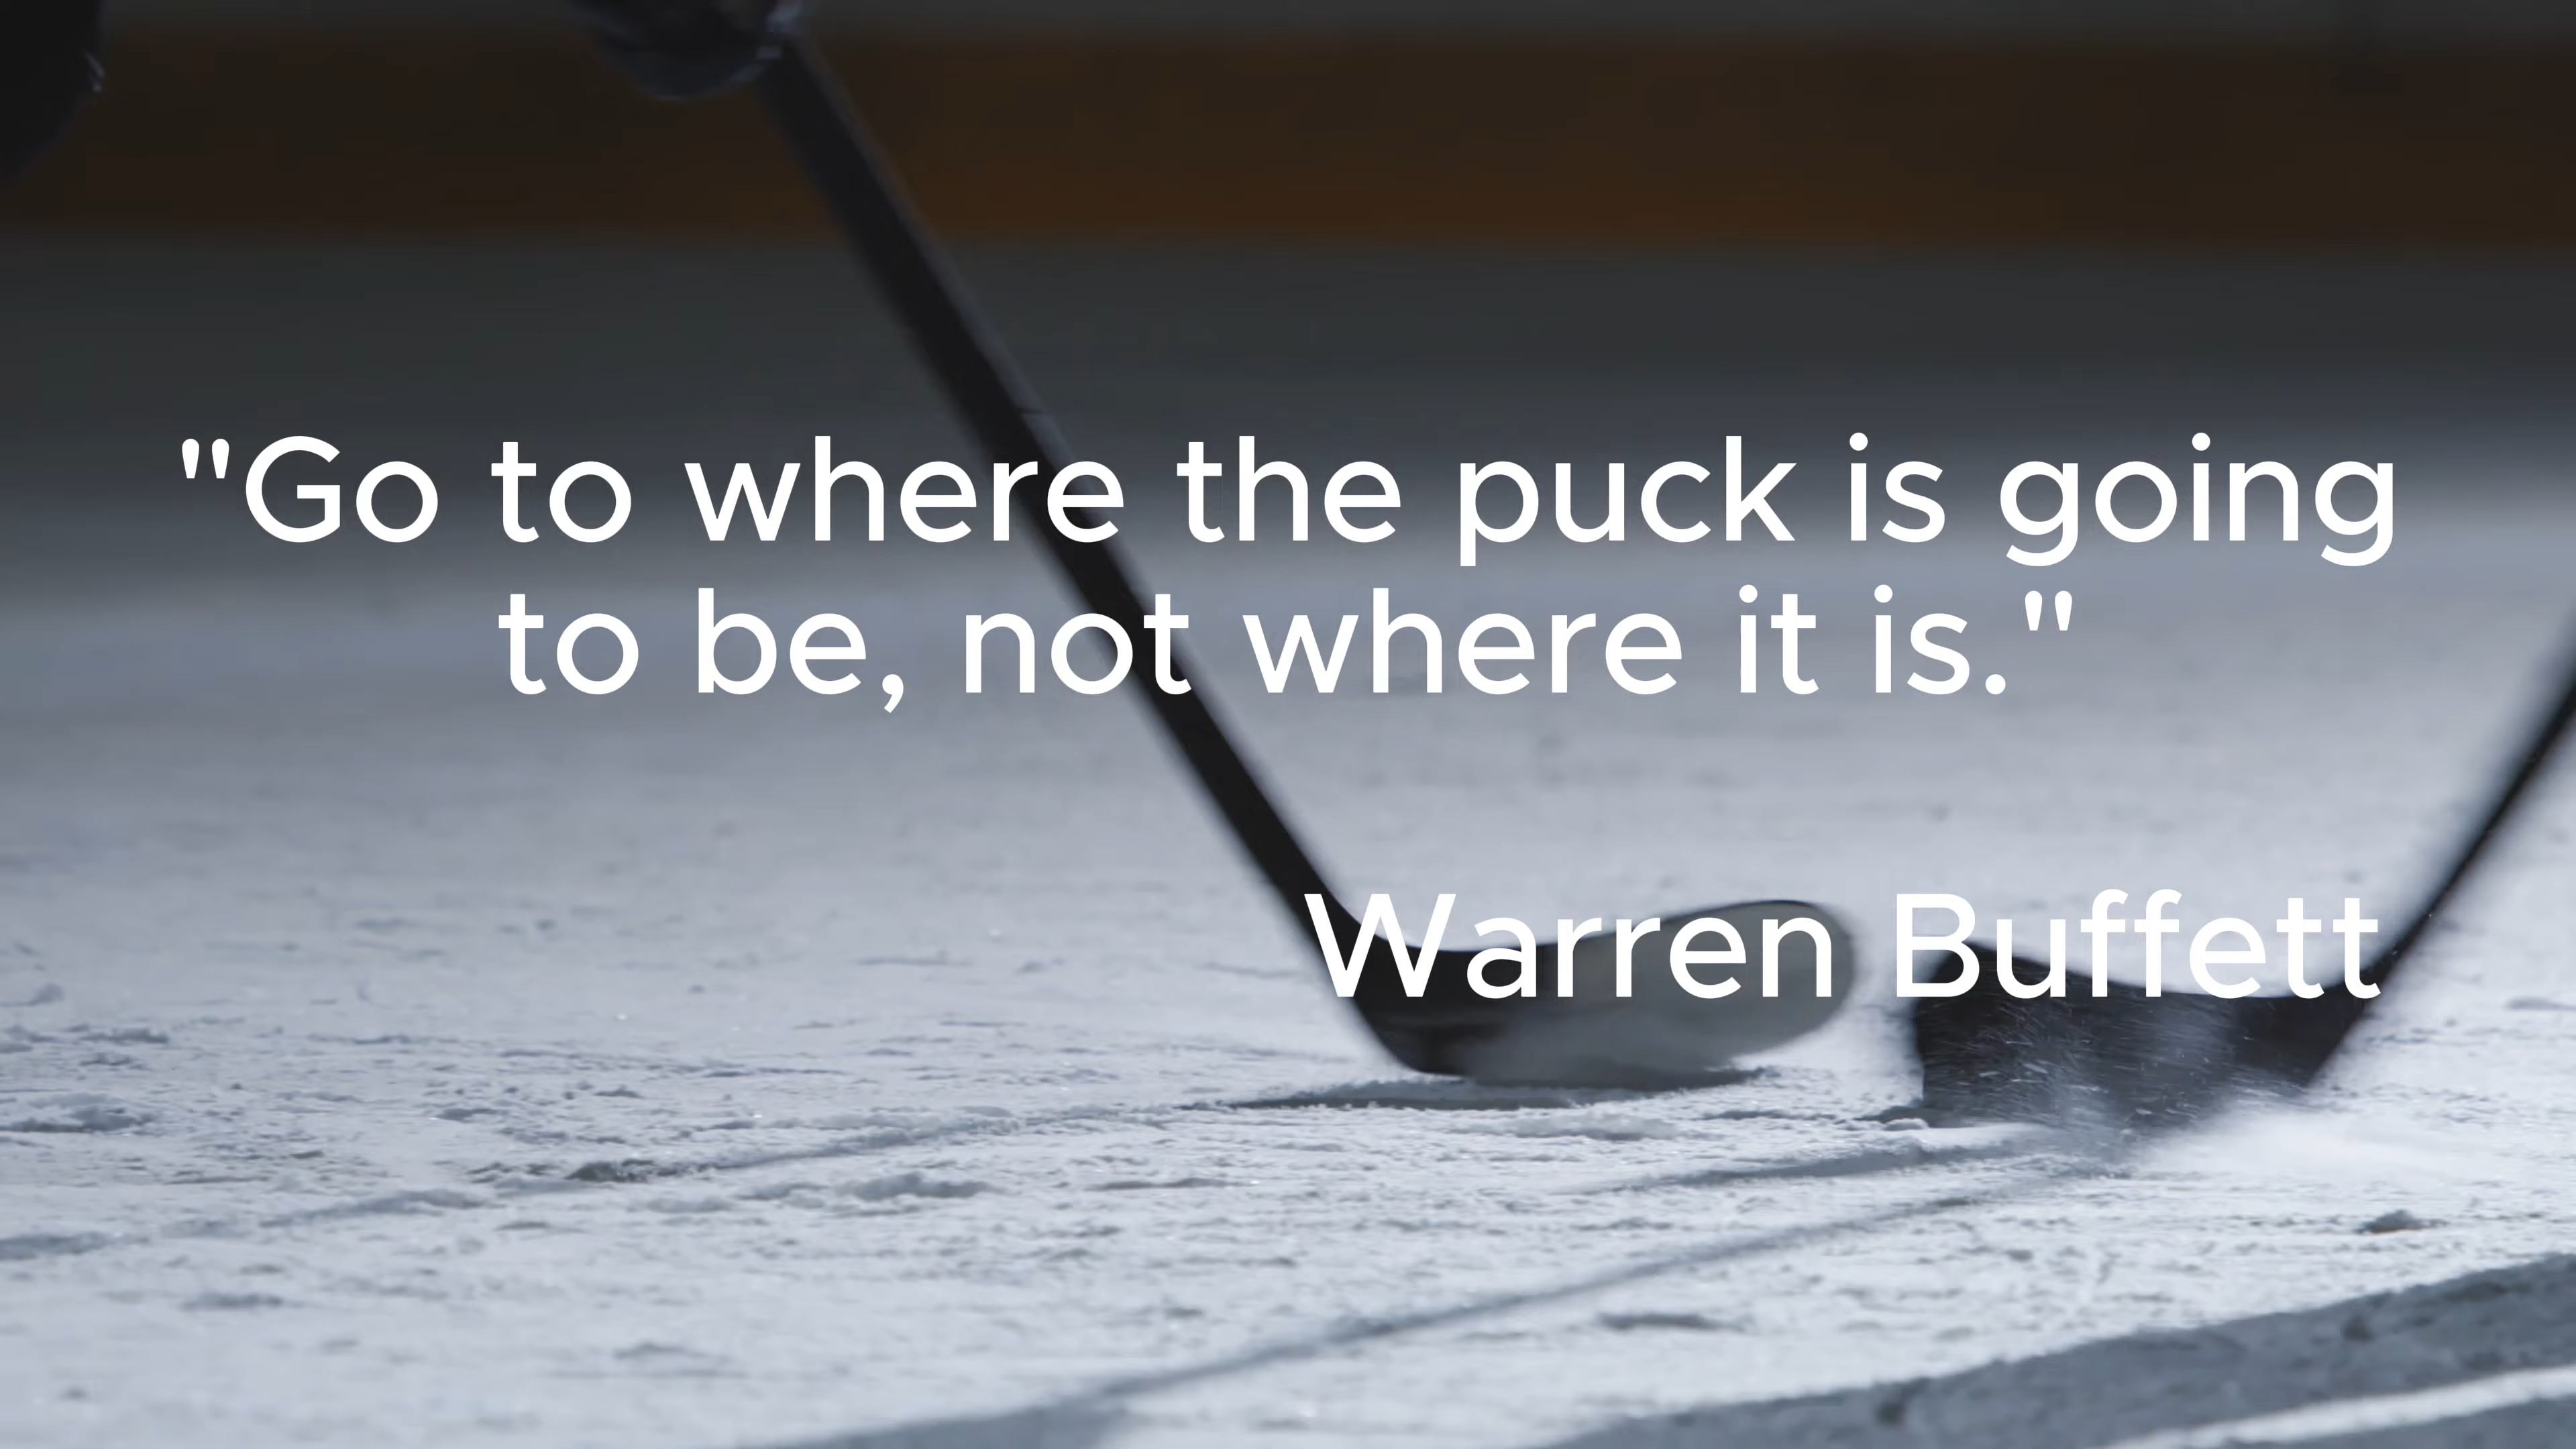 "Go to where the puck is going
to be, not where it is."
Warren Buffett